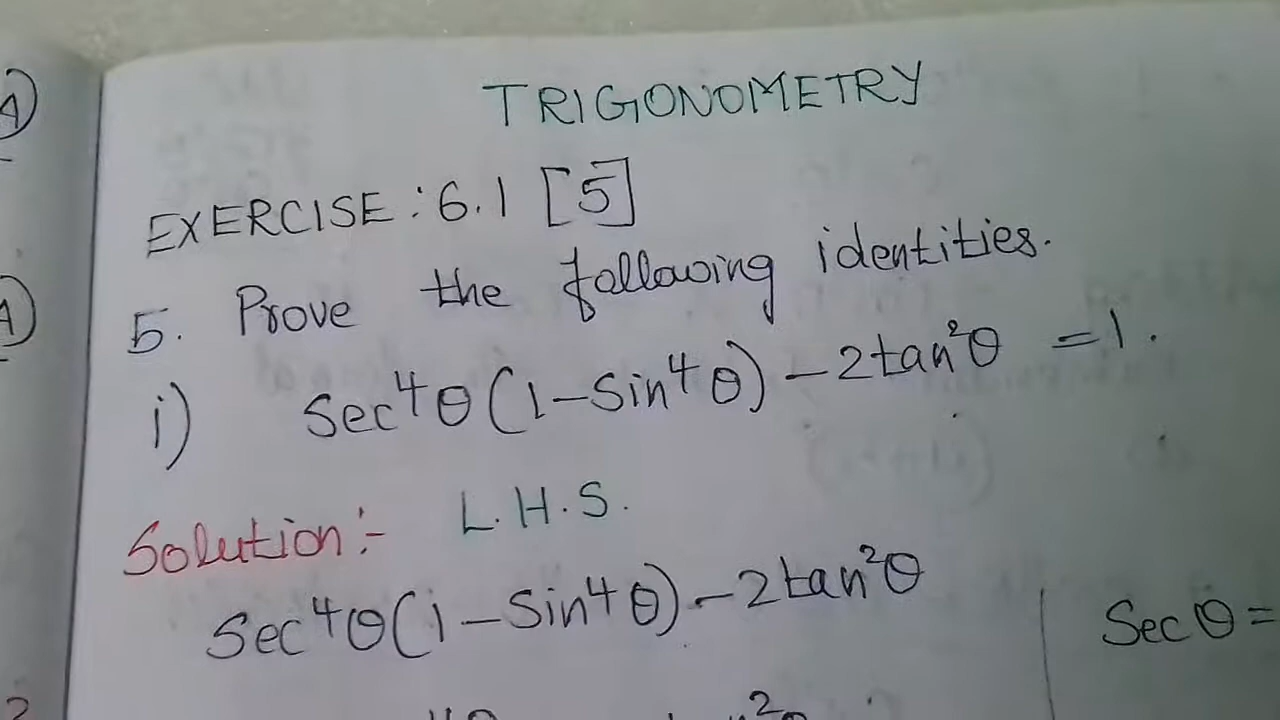 TRIGONOMETRY
EXERCISE : 6.1 [5]
5. Prove the following identities.
i) Sec⁴θ(1-Sin⁴θ)-2tan²θ =1.
Solution:- L.H.S.
Sec⁴θ(1-Sin⁴θ)-2tan²θ
Secθ=